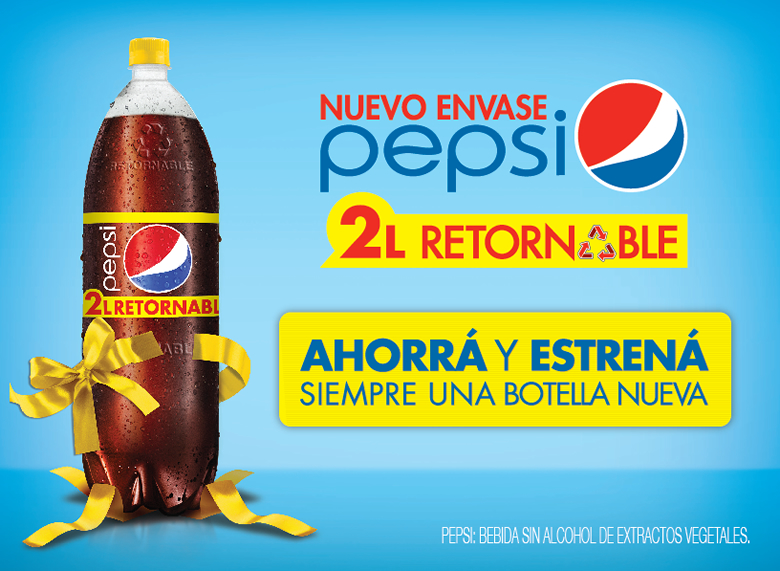 NUEVO ENVASE
pepsi
2L RETORNABLE
AHORRÁ Y ESTRENÁ
SIEMPRE UNA BOTELLA NUEVA
RETORNABLE
pepsi
2L RETORNABL
ABLE
PEPSI: BEBIDA SIN ALCOHOL DE EXTRACTOS VEGETALES.